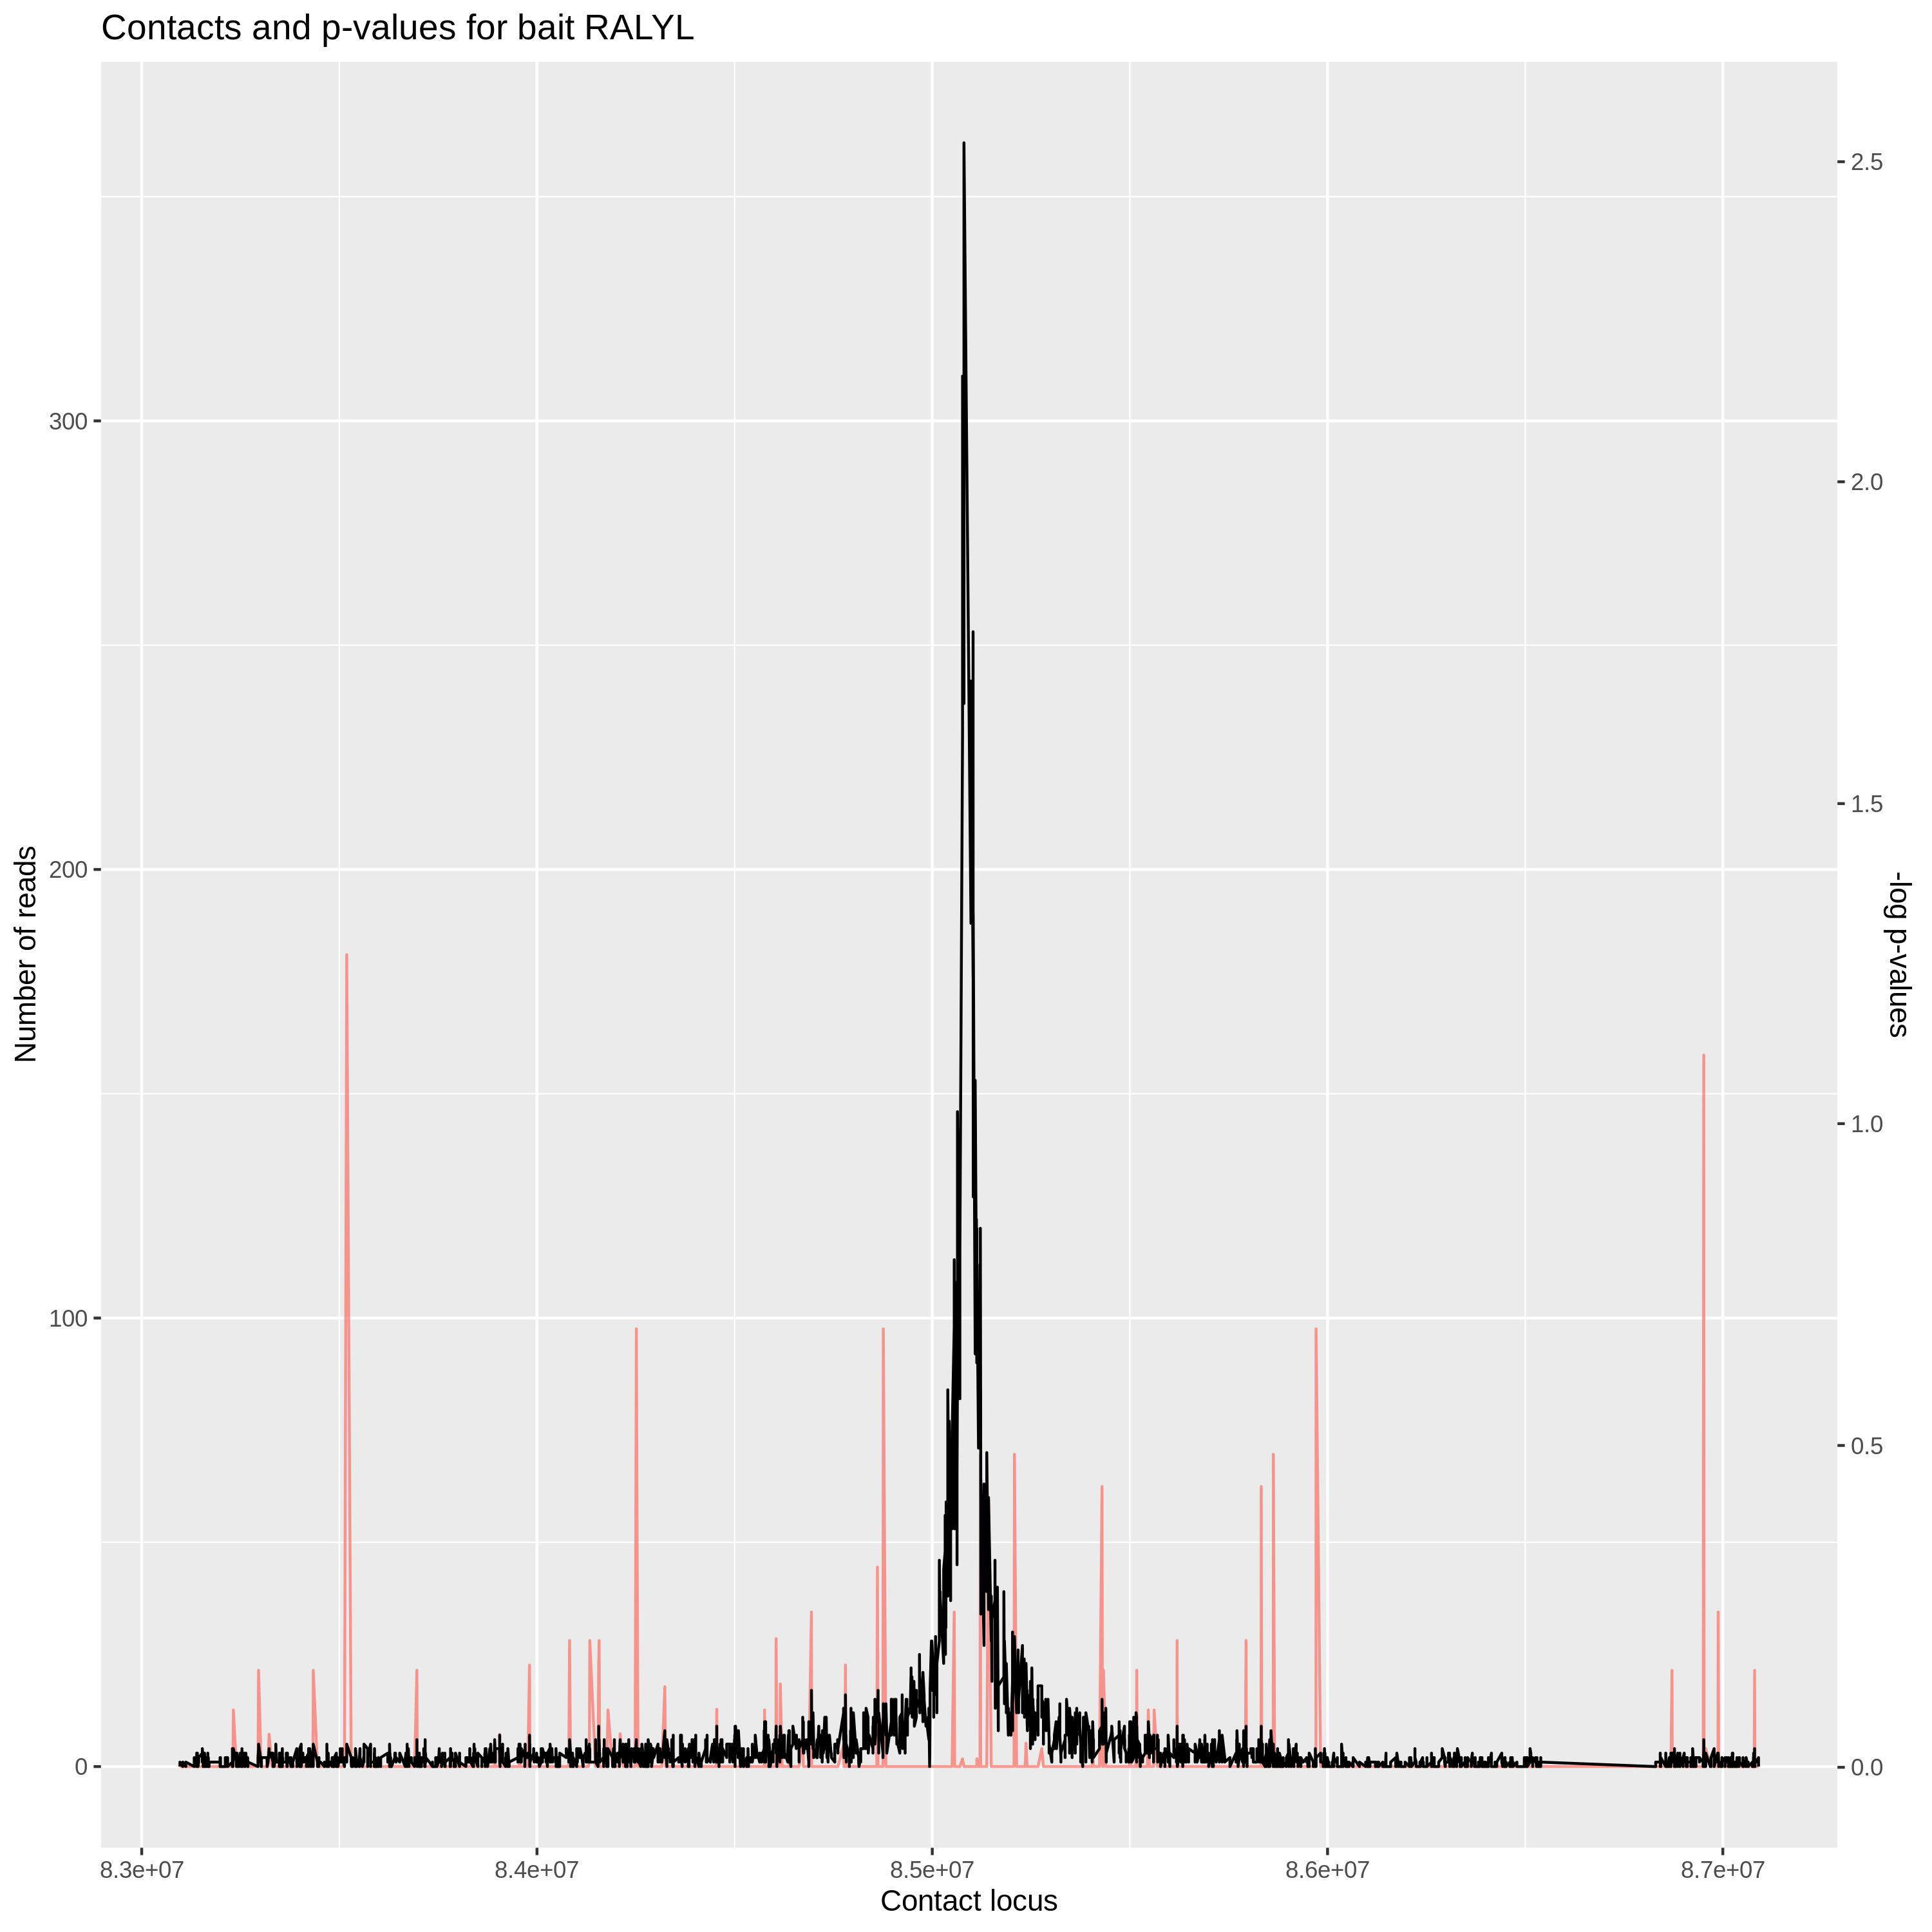 Contacts and p-values for bait RALYL
Number of reads
300
200
100
0
2.5
2.0
1.5
1.0
0.5
0.0
-log p-values
8.3e+07 8.4e+07 8.5e+07 8.6e+07 8.7e+07
Contact locus